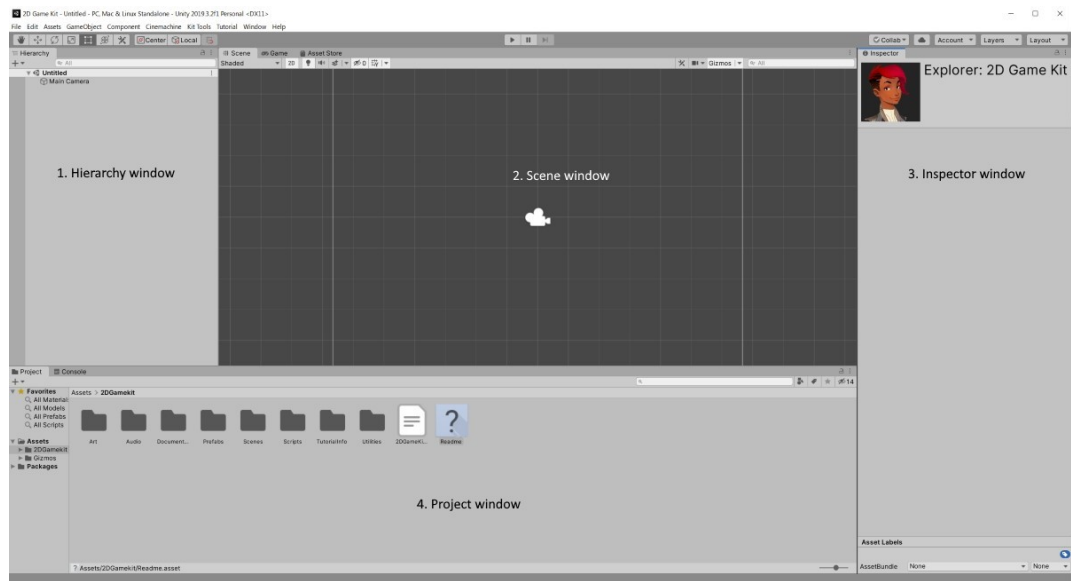 2D Game Kit - Untitled - PC, Mac & Linux Standalone - Unity 2019.3.2f1 Personal <DX11>
File Edit Assets GameObject Component Cinemachine Kit Tools Tutorial Window Help
Center Local Collab Account Layers Layout
Hierarchy Scene Game Asset Store Inspector
All Shaded 2D 0 Gizmos All
Untitled
Main Camera
Explorer: 2D Game Kit
1. Hierarchy window
2. Scene window
3. Inspector window
Project Console
14
Favorites
Assets > 2DGamekit
All Material
All Models
All Prefabs
All Scripts
Assets
2DGamekit
Gizmos
Packages
Art Audio Document... Prefabs Scenes Scripts TutorialInfo Utilities 2DGameKi... Readme
4. Project window
Asset Labels
Assets/2DGamekit/Readme.asset
AssetBundle None None